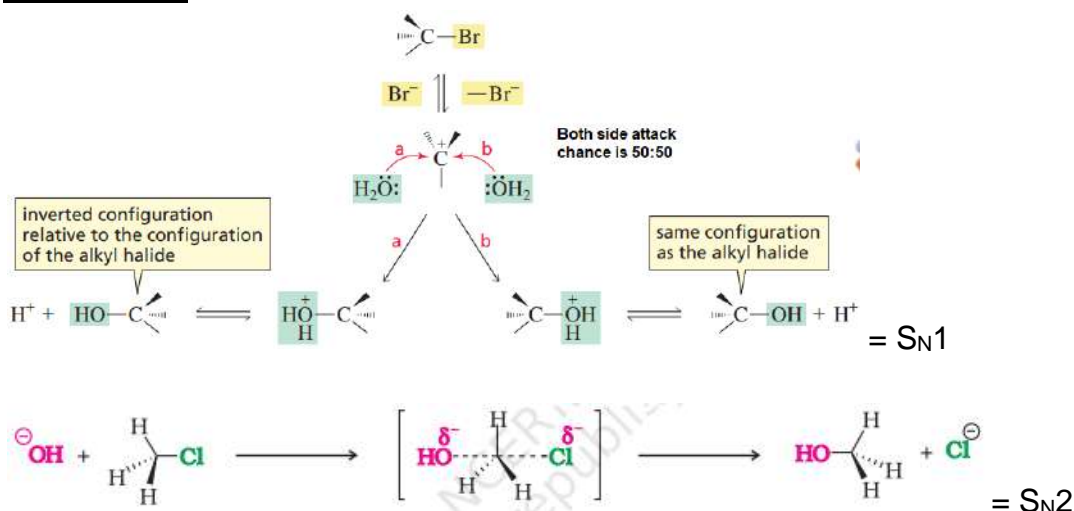 C—Br
Br⁻ —Br⁻
Both side attack
chance is 50:50
a + b
C
H₂Ö: :ÖH₂
inverted configuration
relative to the configuration
of the alkyl halide
same configuration
as the alkyl halide
a b
H⁺ + HO—C HO⁺—C C—OH⁺ C—OH + H⁺
H H
= SN1
⊖OH + H H H Cl [HO δ⁻ H H H Cl δ⁻] HO H H H + Cl⊖
= SN2